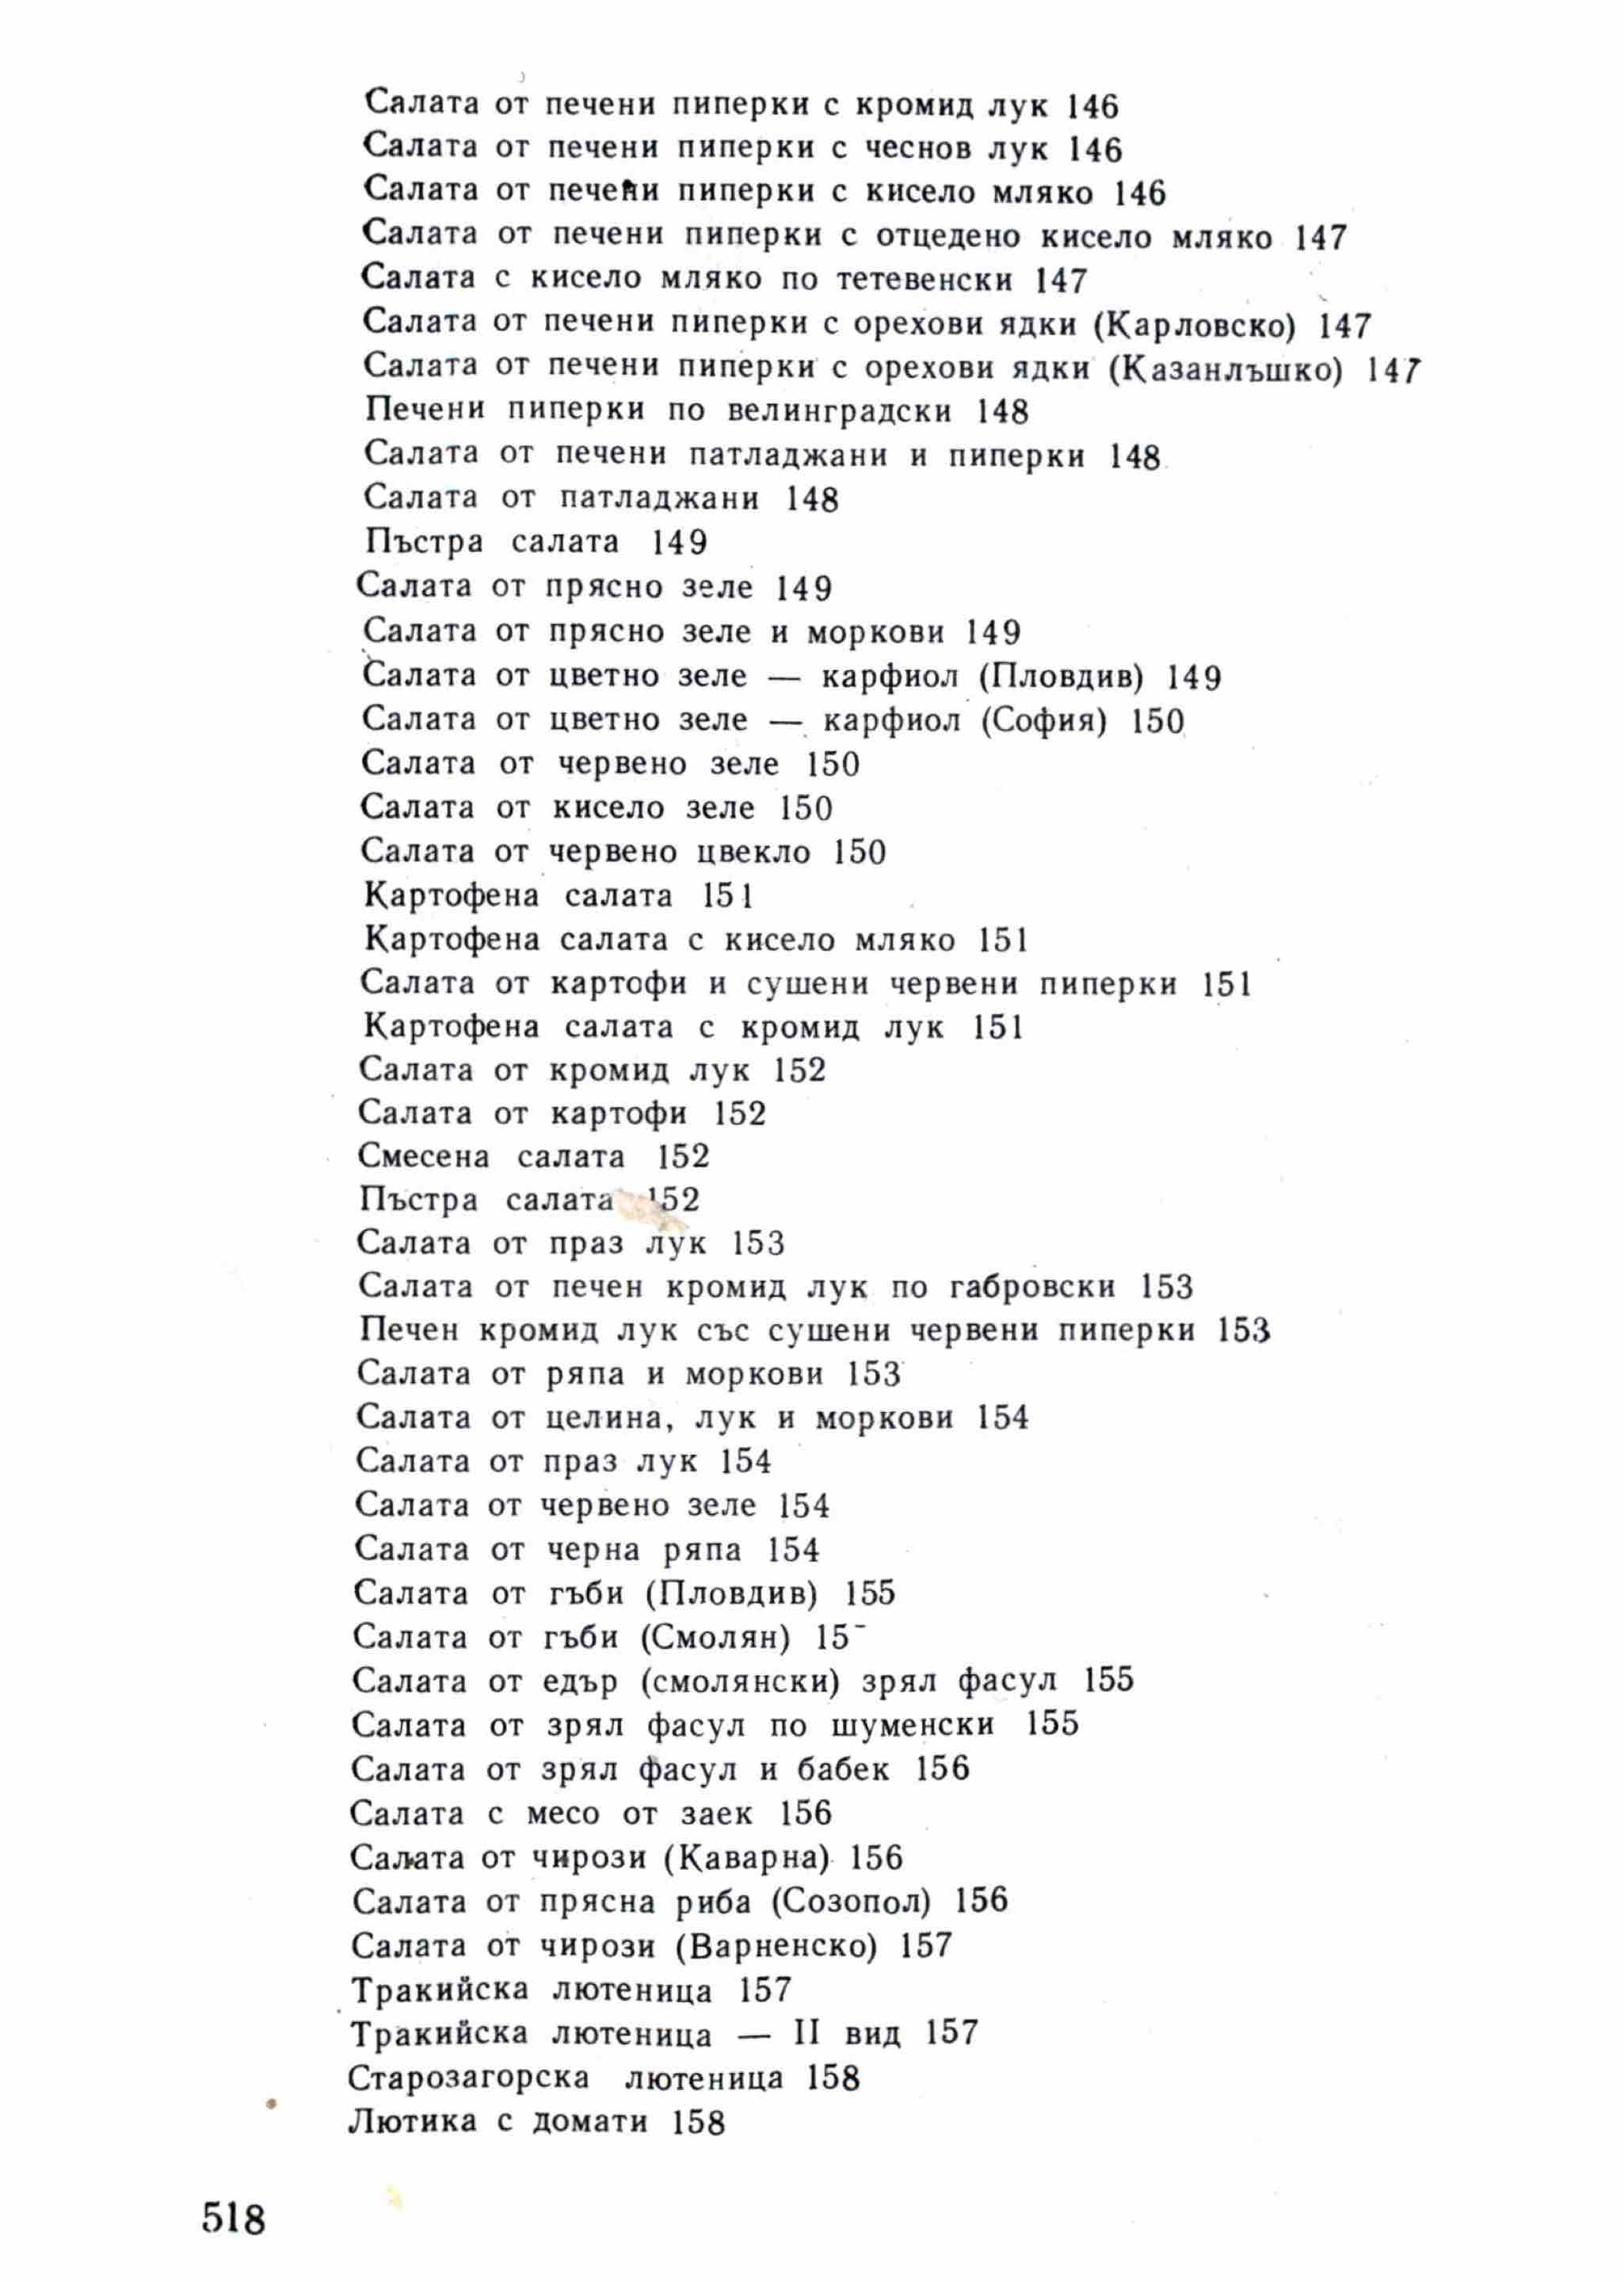 Салата от печени пиперки с кромид лук 146
Салата от печени пиперки с чеснов лук 146
Салата от печени пиперки с кисело мляко 146
Салата от печени пиперки с отцедено кисело мляко 147
Салата с кисело мляко по тетевенски 147
Салата от печени пиперки с орехови ядки (Карловско) 147
Салата от печени пиперки с орехови ядки (Казанлъшко) 147
Печени пиперки по велинградски 148
Салата от печени патладжани и пиперки 148
Салата от патладжани 148
Пъстра салата 149
Салата от прясно зеле 149
Салата от прясно зеле и моркови 149
Салата от цветно зеле — карфиол (Пловдив) 149
Салата от цветно зеле — карфиол (София) 150
Салата от червено зеле 150
Салата от кисело зеле 150
Салата от червено цвекло 150
Картофена салата 151
Картофена салата с кисело мляко 151
Салата от картофи и сушени червени пиперки 151
Картофена салата с кромид лук 151
Салата от кромид лук 152
Салата от картофи 152
Смесена салата 152
Пъстра салата 152
Салата от праз лук 153
Салата от печен кромид лук по габровски 153
Печен кромид лук със сушени червени пиперки 153
Салата от ряпа и моркови 153
Салата от целина, лук и моркови 154
Салата от праз лук 154
Салата от червено зеле 154
Салата от черна ряпа 154
Салата от гъби (Пловдив) 155
Салата от гъби (Смолян)
Салата от едър (смолянски) зрял фасул 155
Салата от зрял фасул по шуменски 155
Салата от зрял фасул и бабек 156
Салата с месо от заек 156
Салата от чирози (Каварна) 156
Салата от прясна риба (Созопол) 156
Салата от чирози (Варненско) 157
Тракийска лютеница 157
Тракийска лютеница — II вид 157
Старозагорска лютеница 158
Лютика с домати 158
518